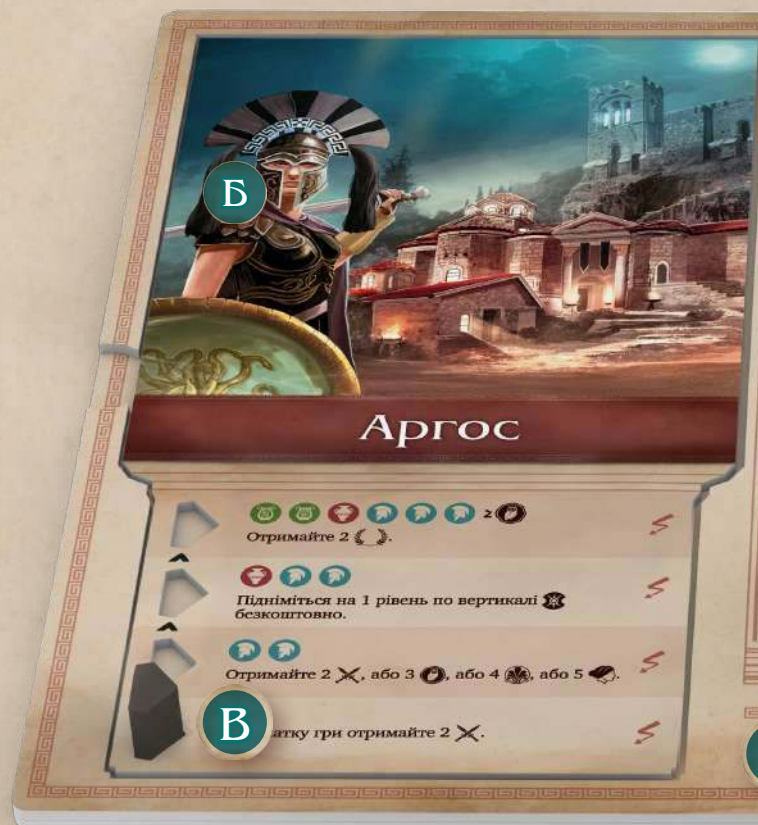 Б
Аргос
2
Отримайте 2 .
Підніміться на 1 рівень по вертикалі
безкоштовно.
Отримайте 2 , або 3 , або 4 , або 5 .
В
гри отримайте 2 .